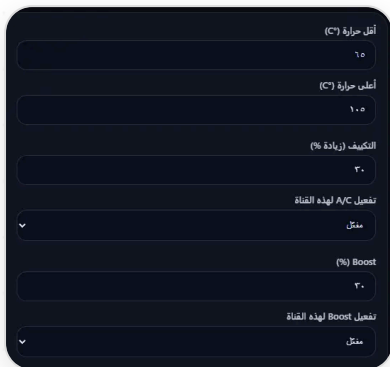 أقل حرارة (°C)
٦٥
أعلى حرارة (°C)
١٠٥
التكييف (زيادة %)
٣٠
تفعيل A/C لهذه القناة
مفعّل
Boost (%)
٣٠
تفعيل Boost لهذه القناة
مفعّل